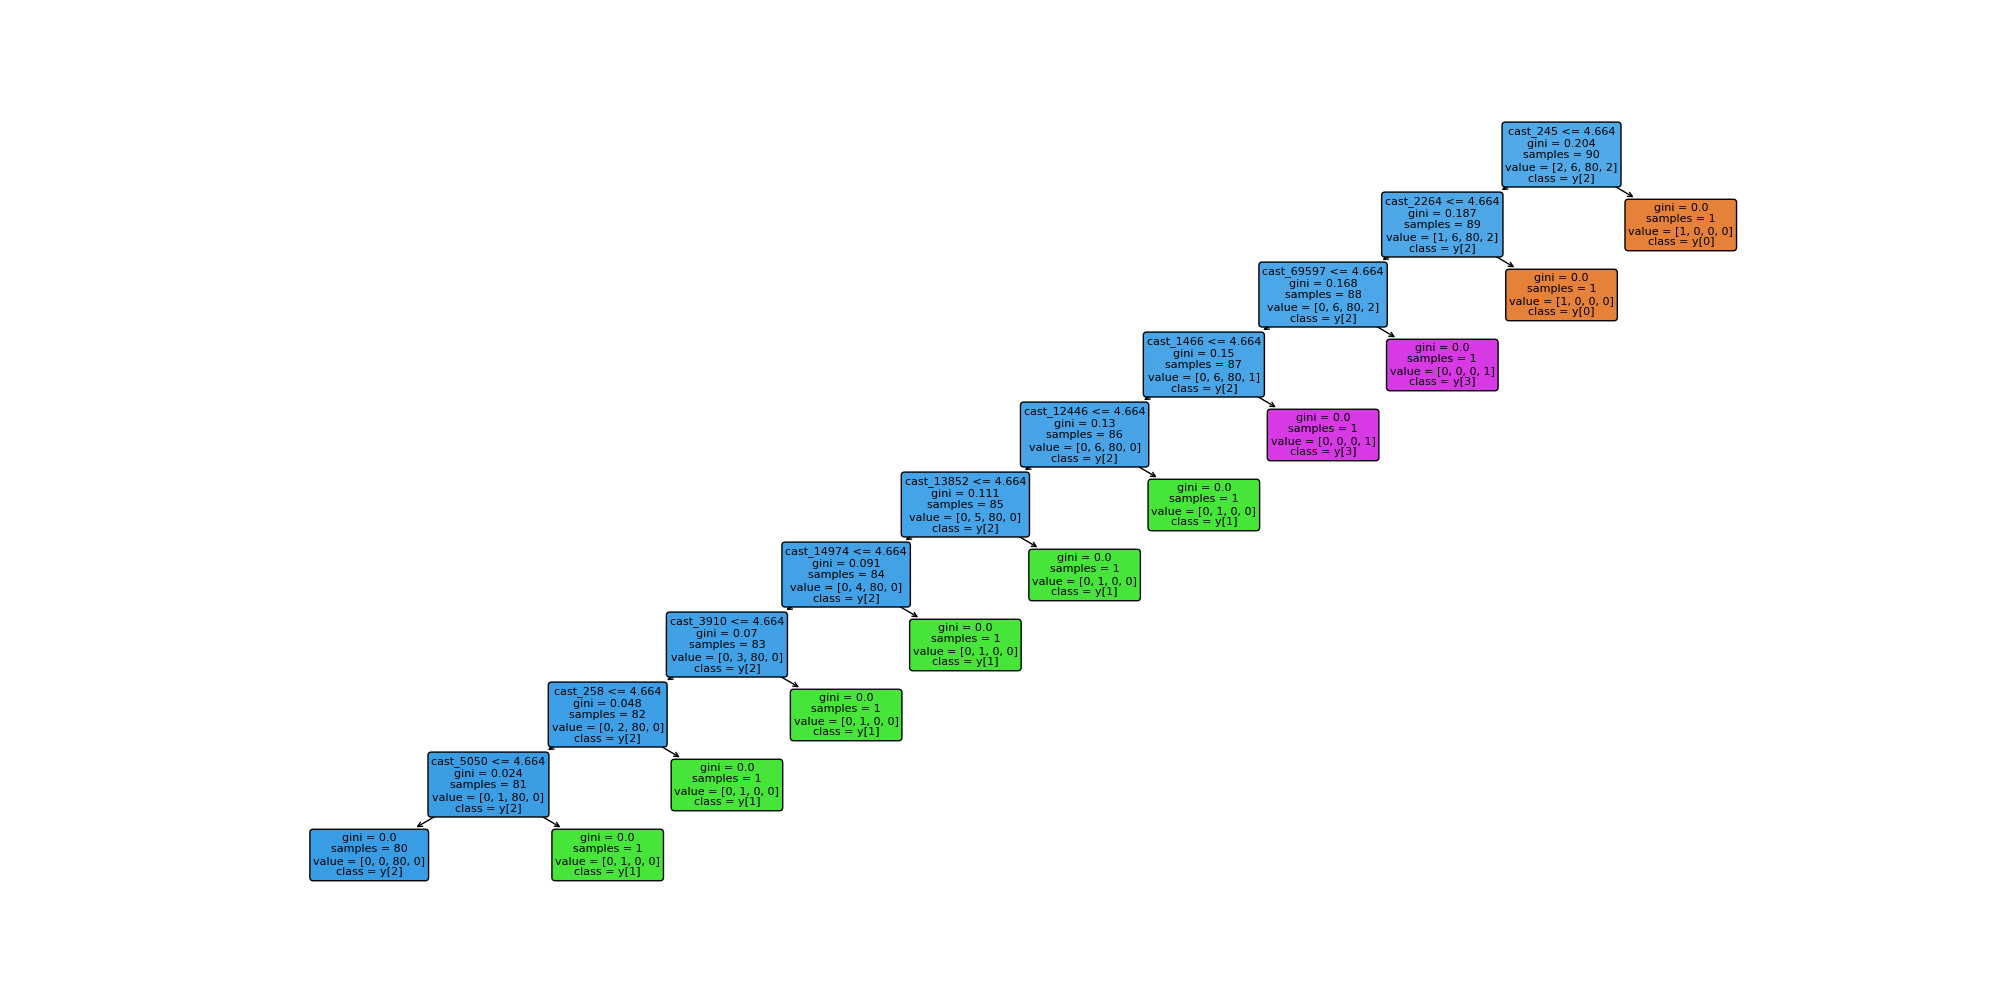 cast_245 <= 4.664
gini = 0.204
samples = 90
value = [2, 6, 80, 2]
class = y[2]
cast_2264 <= 4.664
gini = 0.187
samples = 89
value = [1, 6, 80, 2]
class = y[2]
gini = 0.0
samples = 1
value = [1, 0, 0, 0]
class = y[0]
cast_69597 <= 4.664
gini = 0.168
samples = 88
value = [0, 6, 80, 2]
class = y[2]
gini = 0.0
samples = 1
value = [1, 0, 0, 0]
class = y[0]
cast_1466 <= 4.664
gini = 0.15
samples = 87
value = [0, 6, 80, 1]
class = y[2]
gini = 0.0
samples = 1
value = [0, 0, 0, 1]
class = y[3]
cast_12446 <= 4.664
gini = 0.13
samples = 86
value = [0, 6, 80, 0]
class = y[2]
gini = 0.0
samples = 1
value = [0, 0, 0, 1]
class = y[3]
cast_13852 <= 4.664
gini = 0.111
samples = 85
value = [0, 5, 80, 0]
class = y[2]
gini = 0.0
samples = 1
value = [0, 1, 0, 0]
class = y[1]
cast_14974 <= 4.664
gini = 0.091
samples = 84
value = [0, 4, 80, 0]
class = y[2]
gini = 0.0
samples = 1
value = [0, 1, 0, 0]
class = y[1]
cast_3910 <= 4.664
gini = 0.07
samples = 83
value = [0, 3, 80, 0]
class = y[2]
gini = 0.0
samples = 1
value = [0, 1, 0, 0]
class = y[1]
cast_258 <= 4.664
gini = 0.048
samples = 82
value = [0, 2, 80, 0]
class = y[2]
gini = 0.0
samples = 1
value = [0, 1, 0, 0]
class = y[1]
cast_5050 <= 4.664
gini = 0.024
samples = 81
value = [0, 1, 80, 0]
class = y[2]
gini = 0.0
samples = 1
value = [0, 1, 0, 0]
class = y[1]
gini = 0.0
samples = 80
value = [0, 0, 80, 0]
class = y[2]
gini = 0.0
samples = 1
value = [0, 1, 0, 0]
class = y[1]